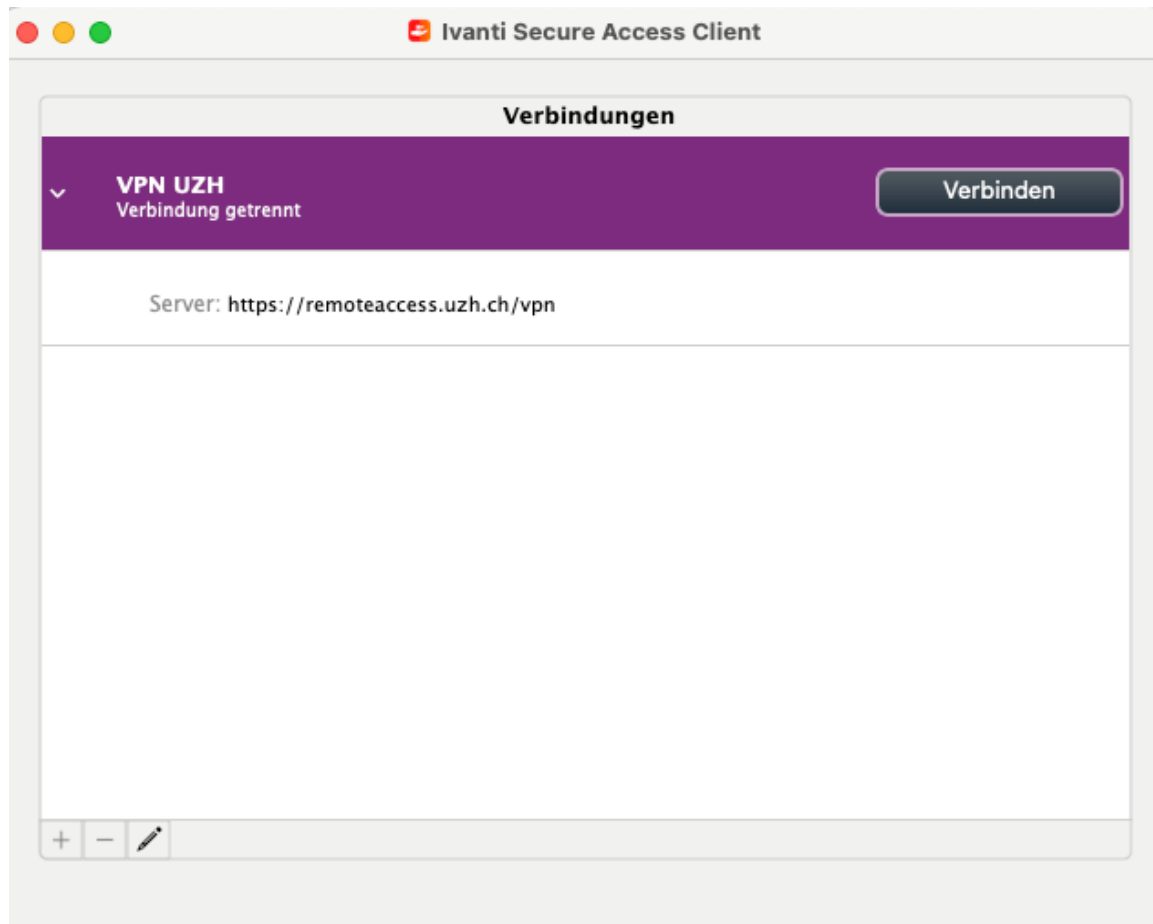 Ivanti Secure Access Client
Verbindungen
VPN UZH
Verbindung getrennt
Verbinden
Server: https://remoteaccess.uzh.ch/vpn